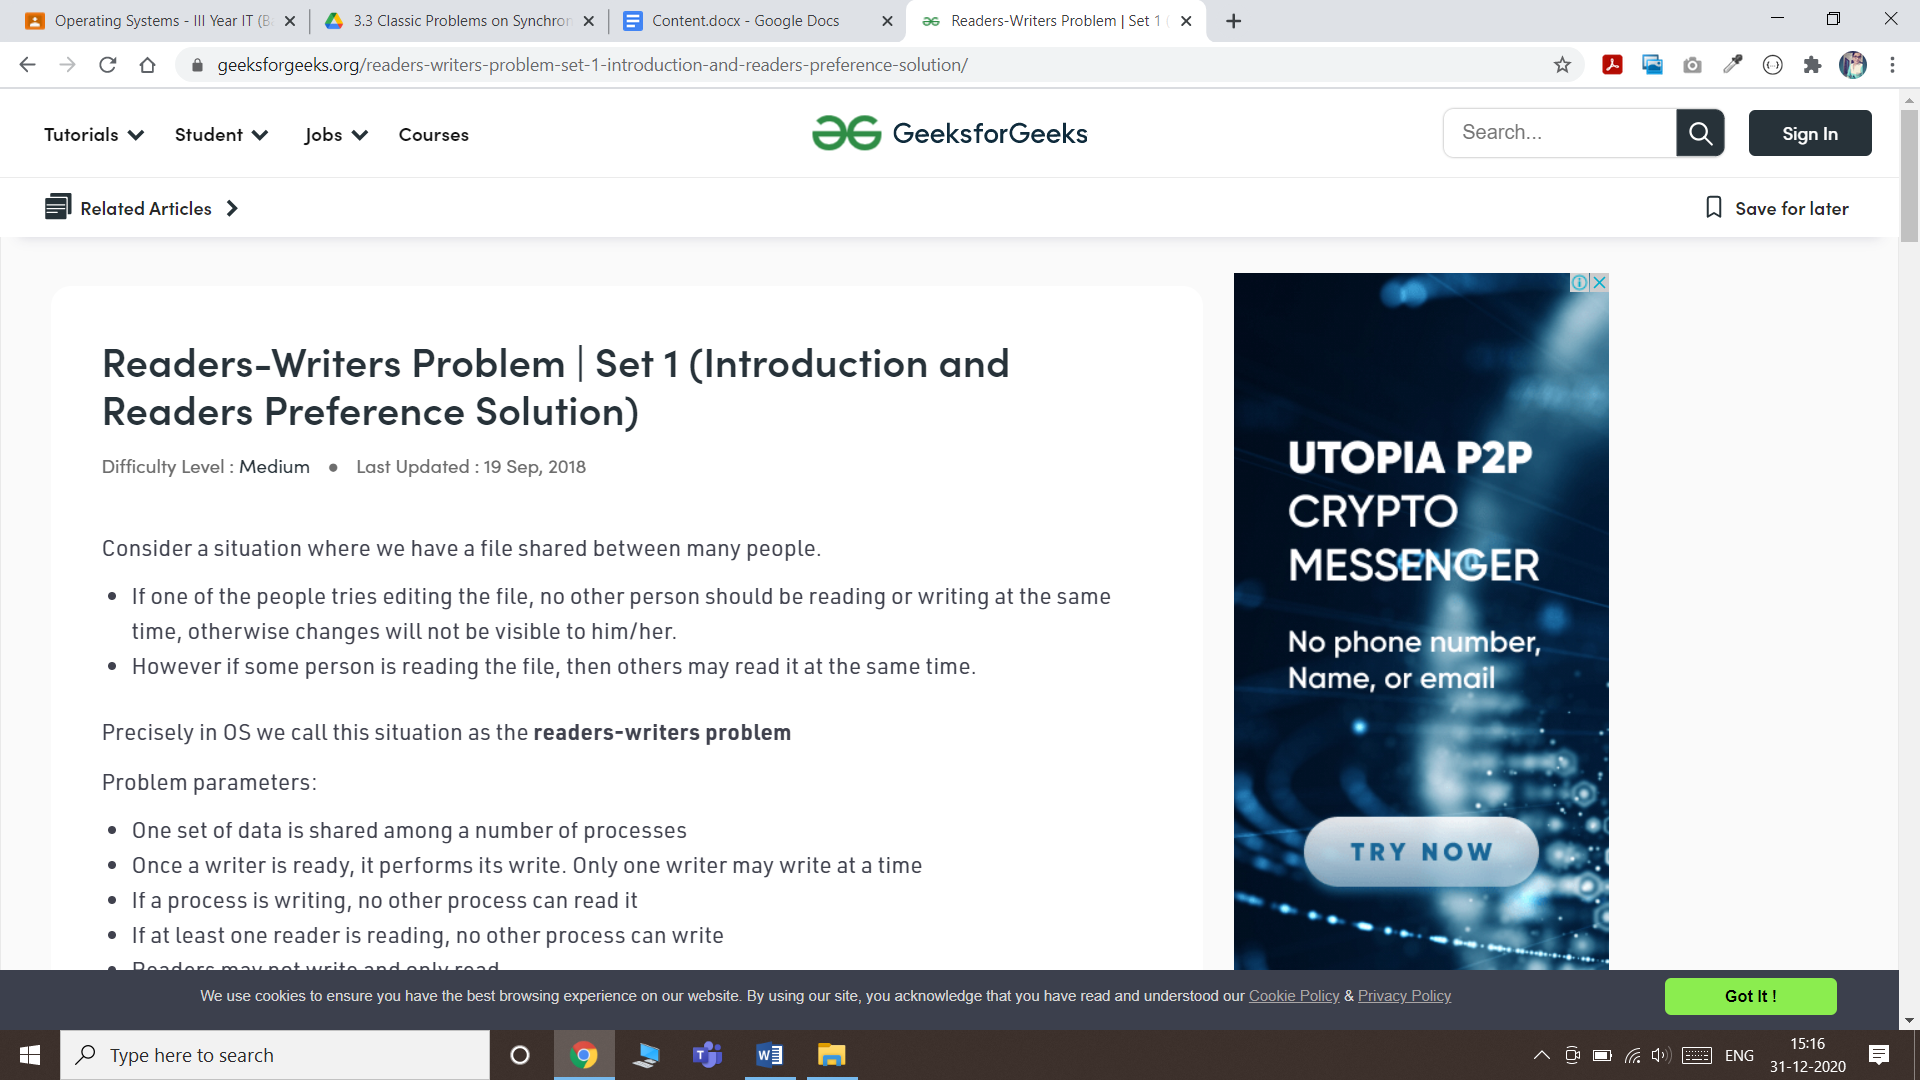 Operating Systems - III Year IT (B
3.3 Classic Problems on Synchron
Content.docx - Google Docs
Readers-Writers Problem | Set 1 (
geeksforgeeks.org/readers-writers-problem-set-1-introduction-and-readers-preference-solution/
Tutorials
Student
Jobs
Courses
GeeksforGeeks
Search...
Sign In
Related Articles
Save for later
Readers-Writers Problem | Set 1 (Introduction and
Readers Preference Solution)
Difficulty Level : Medium ● Last Updated : 19 Sep, 2018
Consider a situation where we have a file shared between many people.
• If one of the people tries editing the file, no other person should be reading or writing at the same
time, otherwise changes will not be visible to him/her.
• However if some person is reading the file, then others may read it at the same time.
Precisely in OS we call this situation as the readers-writers problem
Problem parameters:
• One set of data is shared among a number of processes
• Once a writer is ready, it performs its write. Only one writer may write at a time
• If a process is writing, no other process can read it
• If at least one reader is reading, no other process can write
• Readers may not write and only read
UTOPIA P2P
CRYPTO
MESSENGER
No phone number,
Name, or email
TRY NOW
We use cookies to ensure you have the best browsing experience on our website. By using our site, you acknowledge that you have read and understood our Cookie Policy & Privacy Policy
Got It !
Type here to search
ENG
15:16
31-12-2020